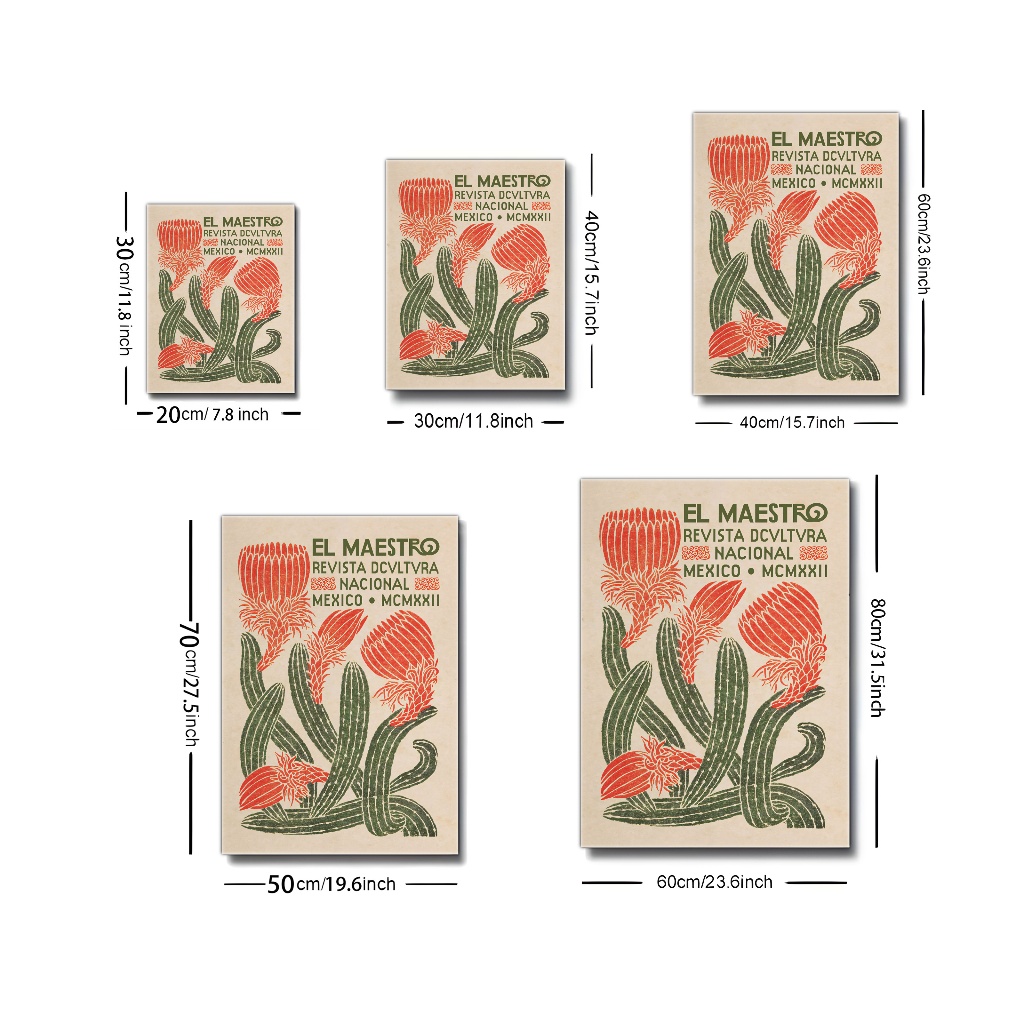 EL MAESTRO
REVISTA DCVLTVRA
NACIONAL
MEXICO • MCMXXII
30cm/11.8 inch
20cm/ 7.8 inch
EL MAESTRO
REVISTA DCVLTVRA
NACIONAL
MEXICO • MCMXXII
40cm/15.7inch
30cm/11.8inch
EL MAESTRO
REVISTA DCVLTVRA
NACIONAL
MEXICO • MCMXXII
60cm/23.6inch
40cm/15.7inch
EL MAESTRO
REVISTA DCVLTVRA
NACIONAL
MEXICO • MCMXXII
70cm/27.5inch
50cm/19.6inch
EL MAESTRO
REVISTA DCVLTVRA
NACIONAL
MEXICO • MCMXXII
80cm/31.5inch
60cm/23.6inch